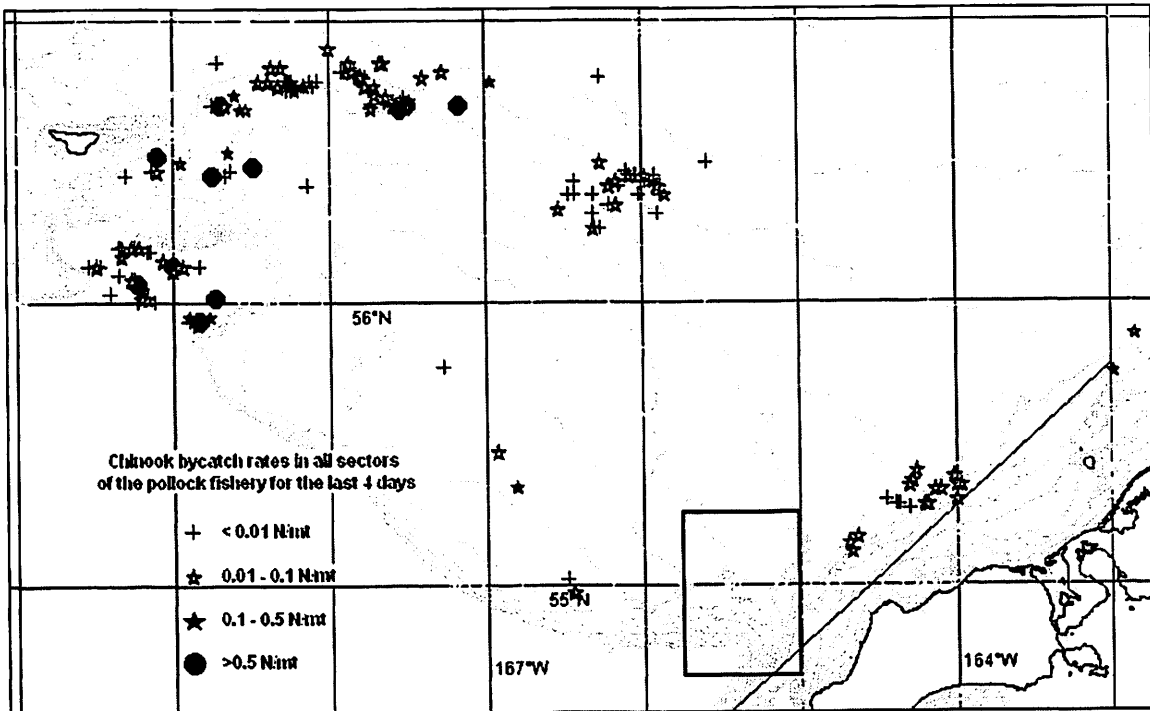 56°N
Chinook bycatch rates in all sectors
of the pollock fishery for the last 4 days
< 0.01 N/mt
0.01 - 0.1 N/mt
0.1 - 0.5 N/mt
>0.5 N/mt
55°N
167°W
164°W